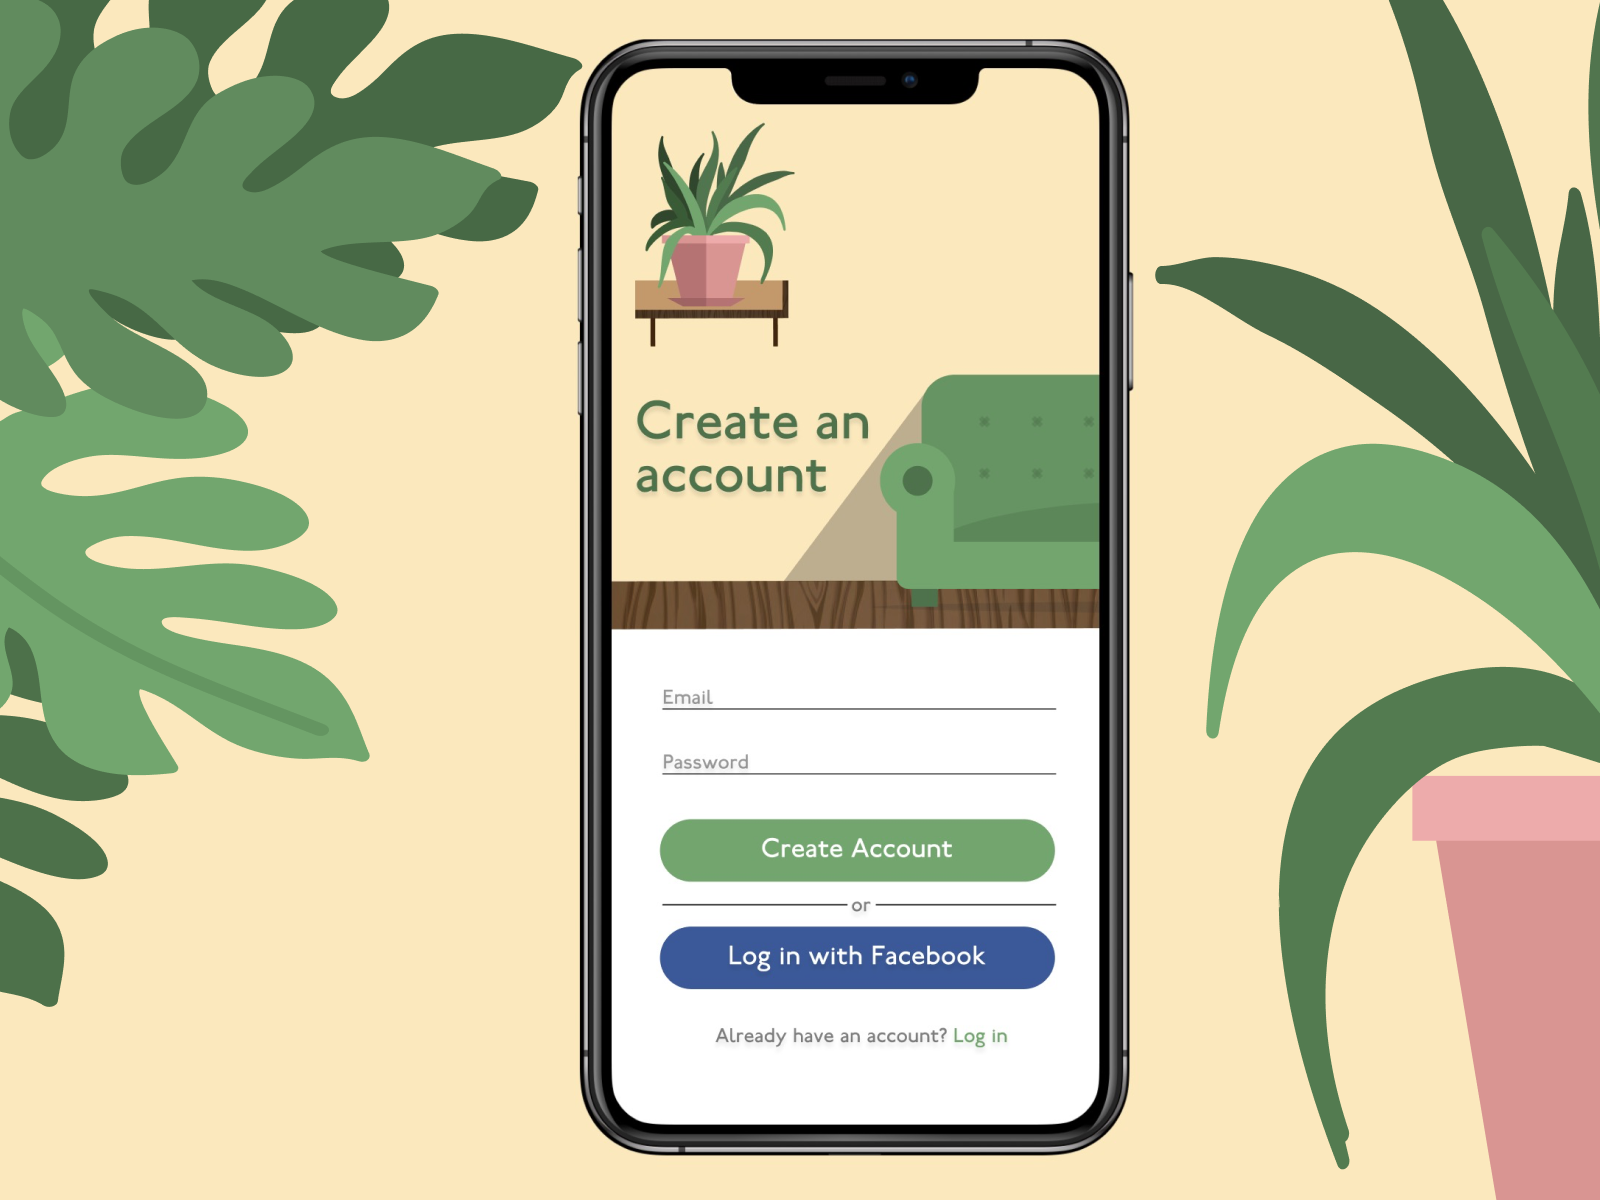 Create an
account
Email
Password
Create Account
or
Log in with Facebook
Already have an account? Log in